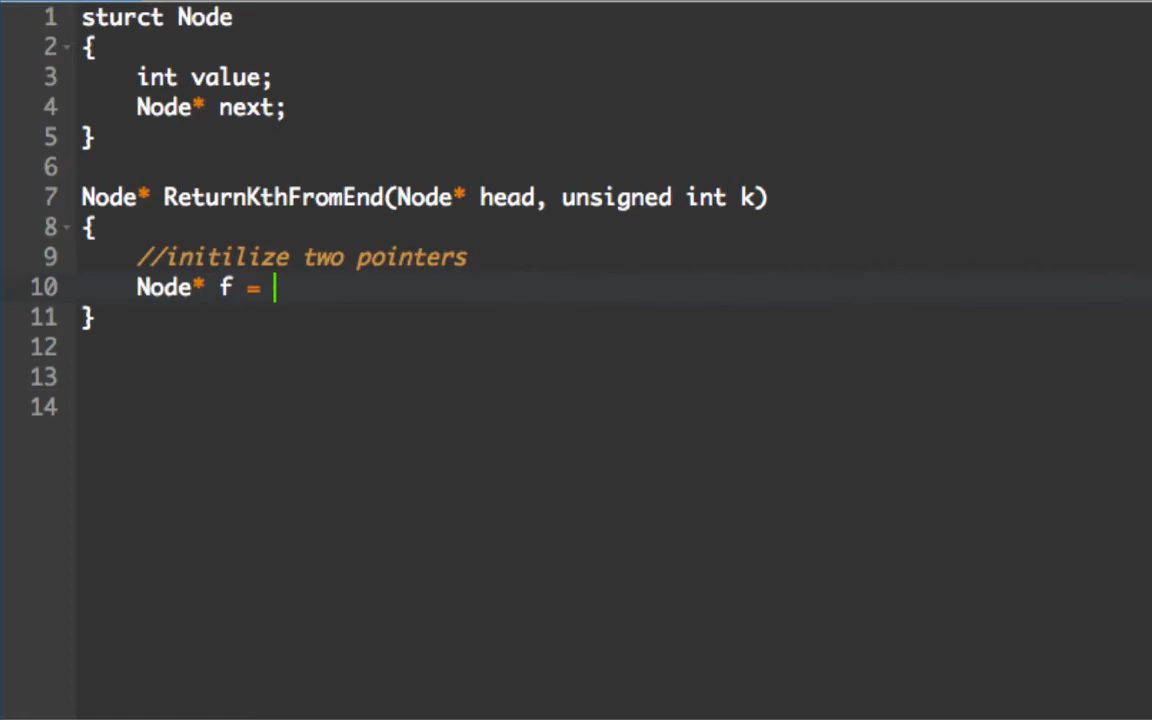 1 sturct Node
2 {
3 int value;
4 Node* next;
5 }
6
7 Node* ReturnKthFromEnd(Node* head, unsigned int k)
8 {
9 //initilize two pointers
10 Node* f =
11 }
12
13
14